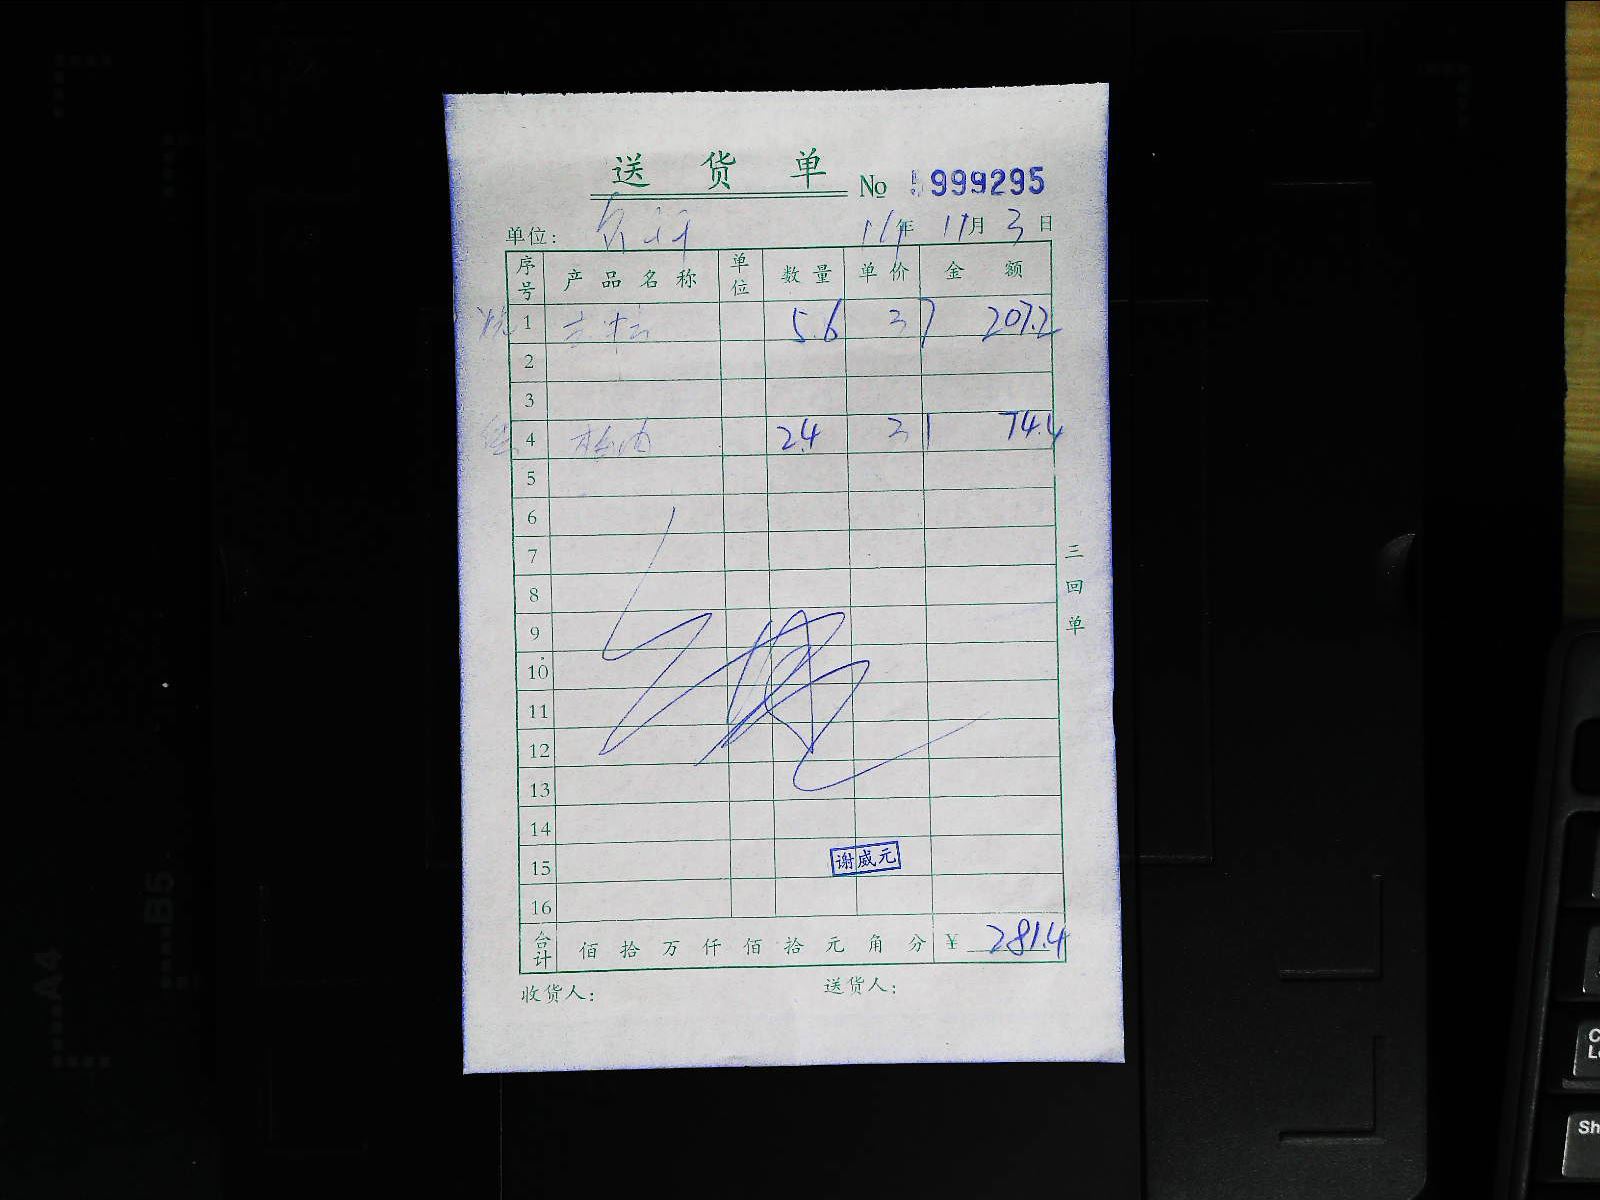 送货单 No 999295
单位: 年 11月 3日
序号 产品名称 单位 数量 单价 金额
1 5.6 37 207.2
2
3
4 2.4 31 74.4
5
6
7
8
9
10
11
12
13
14
15 谢威元
16
合计 佰拾万仟佰拾元角分 ¥ 281.4
收货人: 送货人:
三回单
A4
B5